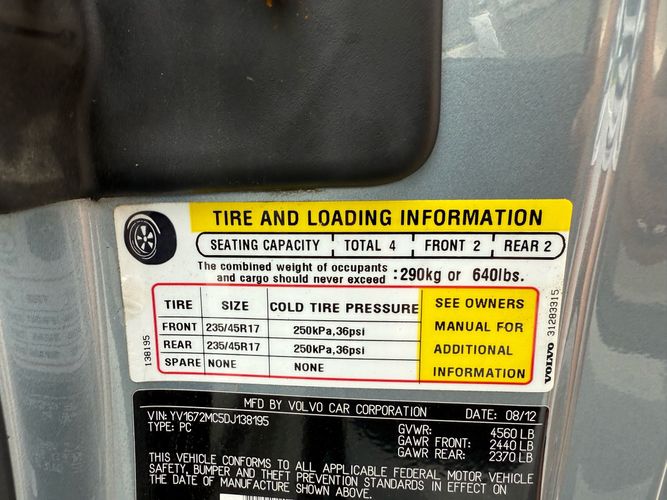 TIRE AND LOADING INFORMATION
SEATING CAPACITY TOTAL 4 FRONT 2 REAR 2
The combined weight of occupants and cargo should never exceed :290kg or 640lbs.
TIRE SIZE COLD TIRE PRESSURE
FRONT 235/45R17 250kPa,36psi
REAR 235/45R17 250kPa,36psi
SPARE NONE NONE
SEE OWNERS
MANUAL FOR
ADDITIONAL
INFORMATION
138195
VOLVO 31283315
MFD BY VOLVO CAR CORPORATION DATE: 08/12
VIN: YV1672MC5DJ138195
TYPE: PC
GVWR: 4560 LB
GAWR FRONT: 2440 LB
GAWR REAR: 2370 LB
THIS VEHICLE CONFORMS TO ALL APPLICABLE FEDERAL MOTOR VEHICLE
SAFETY, BUMPER AND THEFT PREVENTION STANDARDS IN EFFECT ON
THE DATE OF MANUFACTURE SHOWN ABOVE.